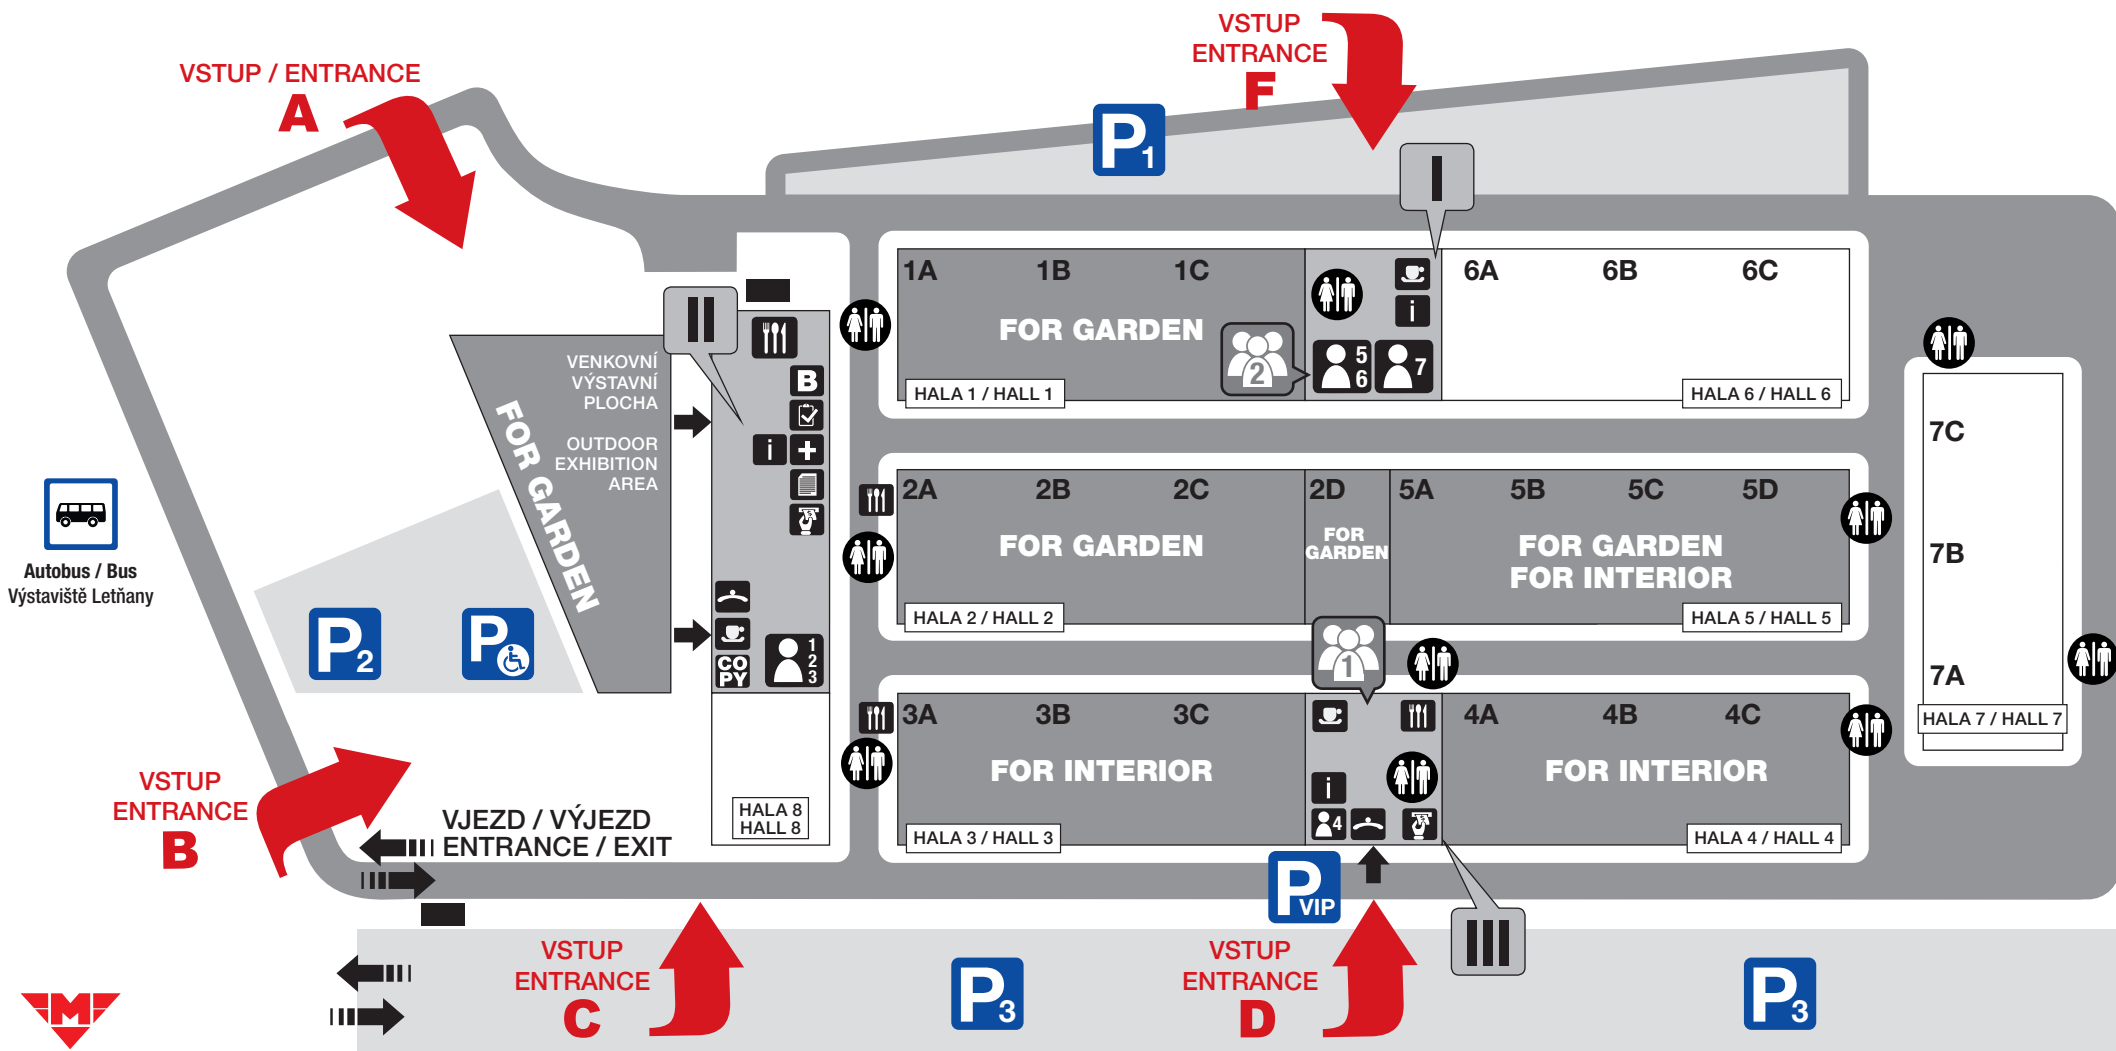 VSTUP / ENTRANCE
A
VSTUP
ENTRANCE
F
P1
I
II
1A 1B 1C
FOR GARDEN
HALA 1 / HALL 1
2
i
5
6
7
6A 6B 6C
HALA 6 / HALL 6
VENKOVNÍ
VÝSTAVNÍ
PLOCHA
OUTDOOR
EXHIBITION
AREA
FOR GARDEN
B
i
CO
PY
1
2
3
HALA 8
HALL 8
2A 2B 2C 2D
FOR GARDEN
FOR
GARDEN
HALA 2 / HALL 2
5A 5B 5C 5D
FOR GARDEN
FOR INTERIOR
HALA 5 / HALL 5
1
7C
7B
7A
HALA 7 / HALL 7
Autobus / Bus
Výstaviště Letňany
P2
P
3A 3B 3C
FOR INTERIOR
HALA 3 / HALL 3
i
4
4A 4B 4C
FOR INTERIOR
HALA 4 / HALL 4
VSTUP
ENTRANCE
B
VJEZD / VÝJEZD
ENTRANCE / EXIT
P VIP
III
VSTUP
ENTRANCE
C
P3
VSTUP
ENTRANCE
D
P3
M